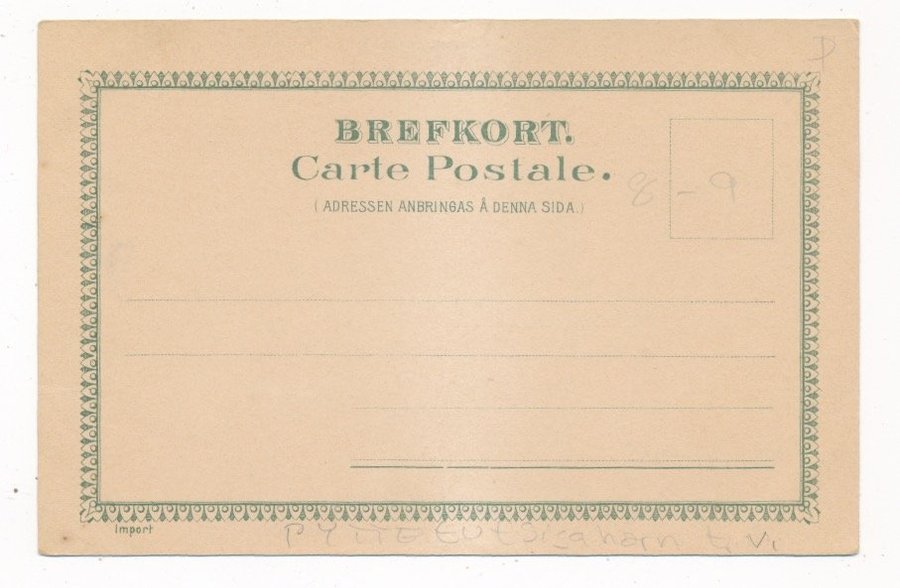 D
BREFKORT.
Carte Postale.
8 - 9
(ADRESSEN ANBRINGAS Å DENNA SIDA.)
Import